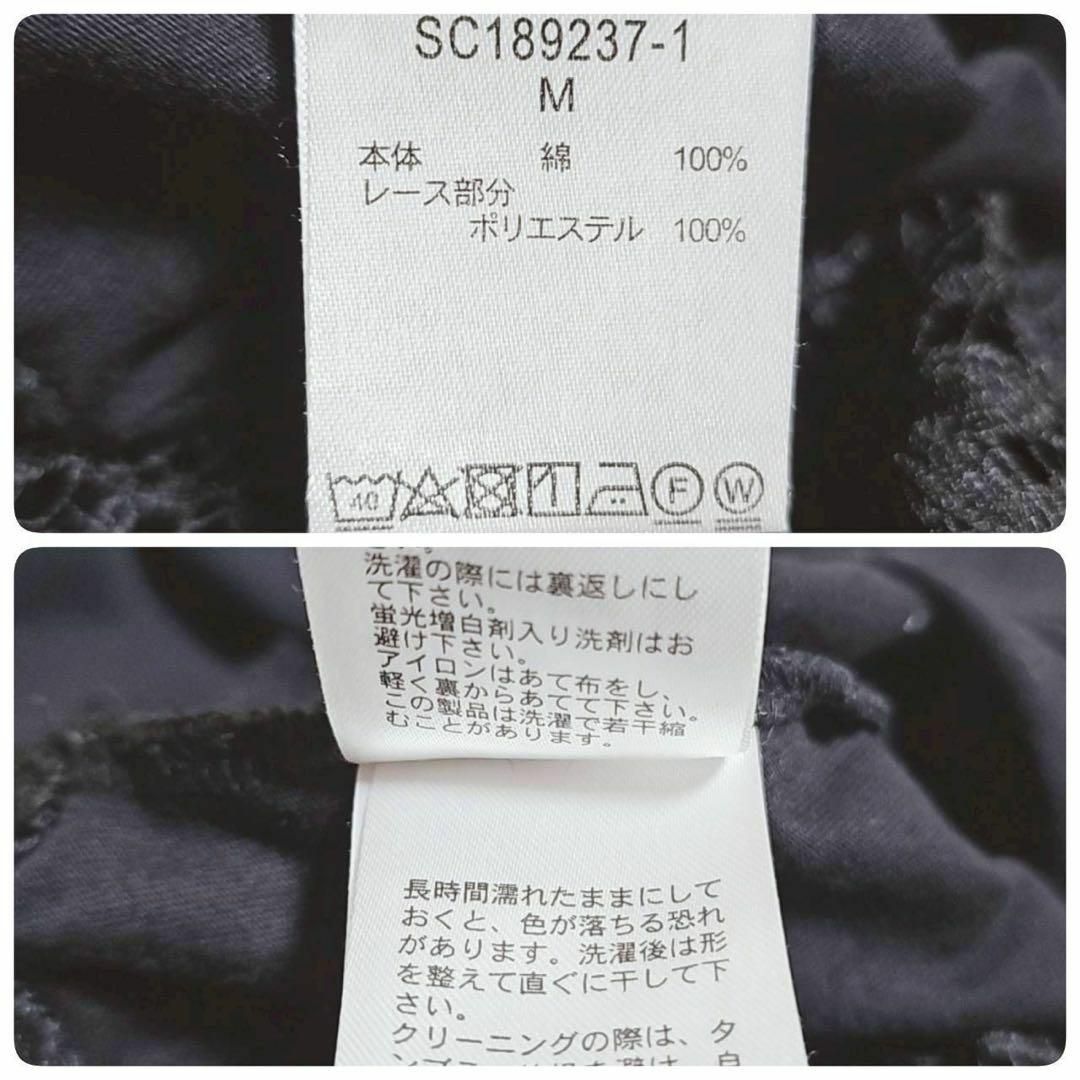 SC189237-1
M
本体 綿 100%
レース部分
ポリエステル 100%
40 1 F W
洗濯の際には裏返しにし
て下さい。
蛍光増白剤入り洗剤はお
避け下さい。
アイロンはあて布をし、
軽く裏からあてて下さい。
この製品は洗濯で若干縮
むことがあります。
長時間濡れたままにして
おくと、色が落ちる恐れ
があります。洗濯後は形
を整えて直ぐに干して下
さい。
クリーニングの際は、タ